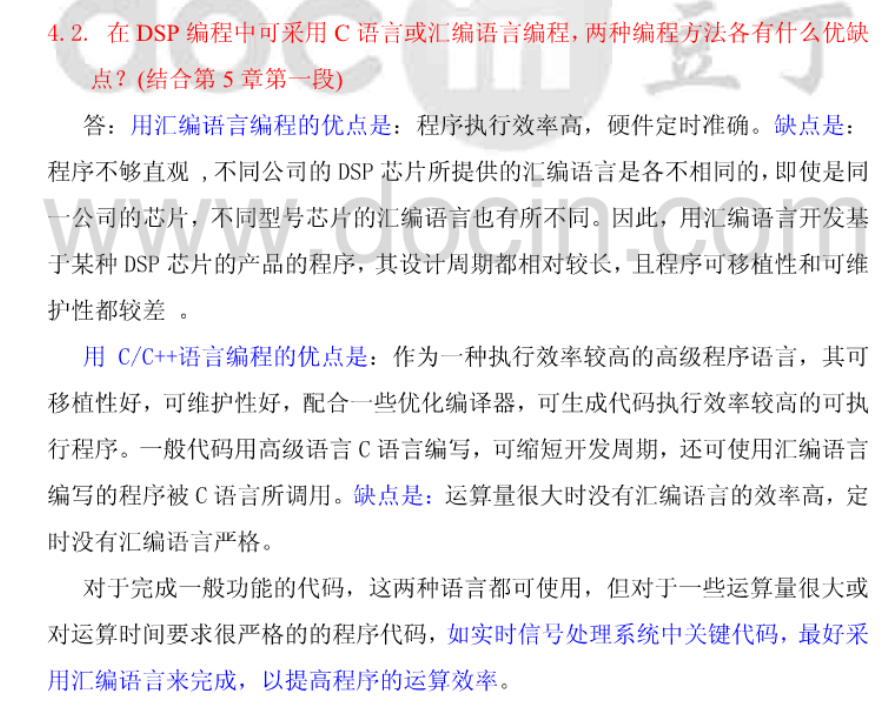 4.2. 在 DSP 编程中可采用 C 语言或汇编语言编程，两种编程方法各有什么优缺
点？(结合第 5 章第一段)
答：用汇编语言编程的优点是：程序执行效率高，硬件定时准确。缺点是：
程序不够直观 ，不同公司的 DSP 芯片所提供的汇编语言是各不相同的，即使是同
一公司的芯片，不同型号芯片的汇编语言也有所不同。因此，用汇编语言开发基
于某种 DSP 芯片的产品的程序，其设计周期都相对较长，且程序可移植性和可维
护性都较差 。
用 C/C++语言编程的优点是：作为一种执行效率较高的高级程序语言，其可
移植性好，可维护性好，配合一些优化编译器，可生成代码执行效率较高的可执
行程序。一般代码用高级语言 C 语言编写，可缩短开发周期，还可使用汇编语言
编写的程序被 C 语言所调用。缺点是：运算量很大时没有汇编语言的效率高，定
时没有汇编语言严格。
对于完成一般功能的代码，这两种语言都可使用，但对于一些运算量很大或
对运算时间要求很严格的的程序代码，如实时信号处理系统中关键代码，最好采
用汇编语言来完成，以提高程序的运算效率。
doc in 豆丁
www.docin.com